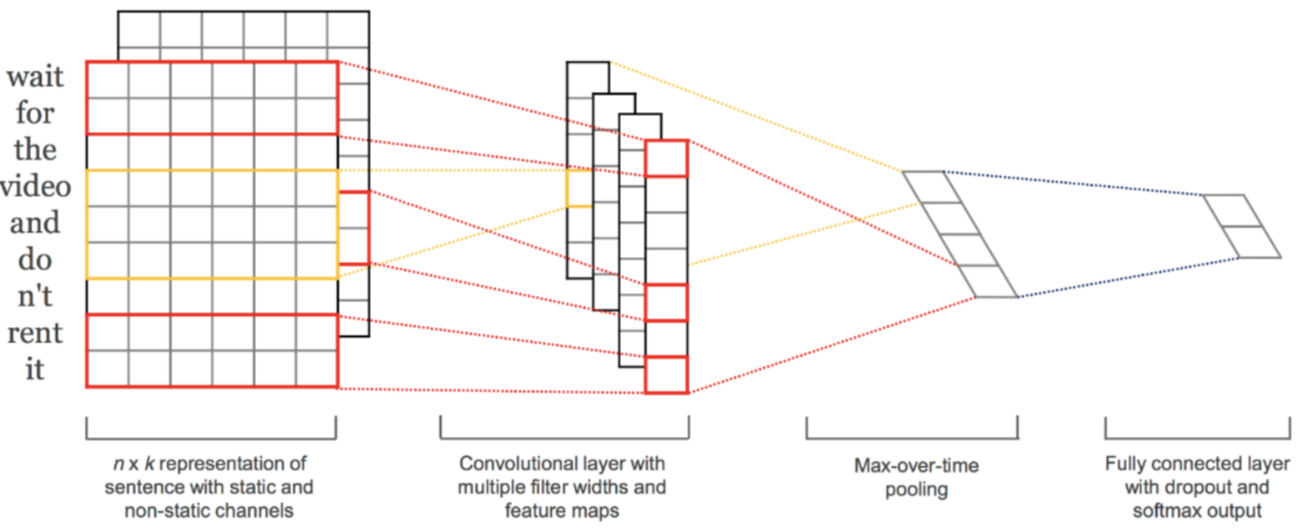 wait
for
the
video
and
do
n't
rent
it
n x k representation of
sentence with static and
non-static channels
Convolutional layer with
multiple filter widths and
feature maps
Max-over-time
pooling
Fully connected layer
with dropout and
softmax output